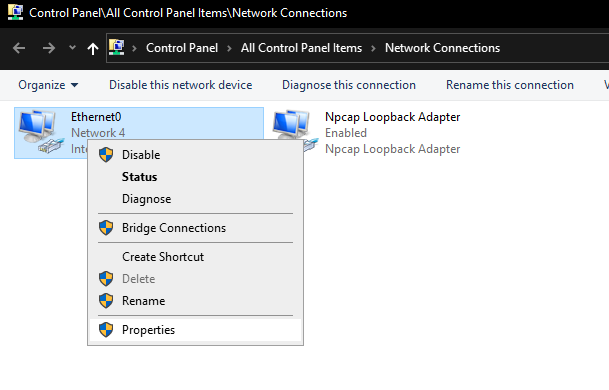 Control Panel\All Control Panel Items\Network Connections
Control Panel All Control Panel Items Network Connections
Organize Disable this network device Diagnose this connection Rename this connection
Ethernet0
Network 4
Npcap Loopback Adapter
Enabled
Npcap Loopback Adapter
Disable
Status
Diagnose
Bridge Connections
Create Shortcut
Delete
Rename
Properties